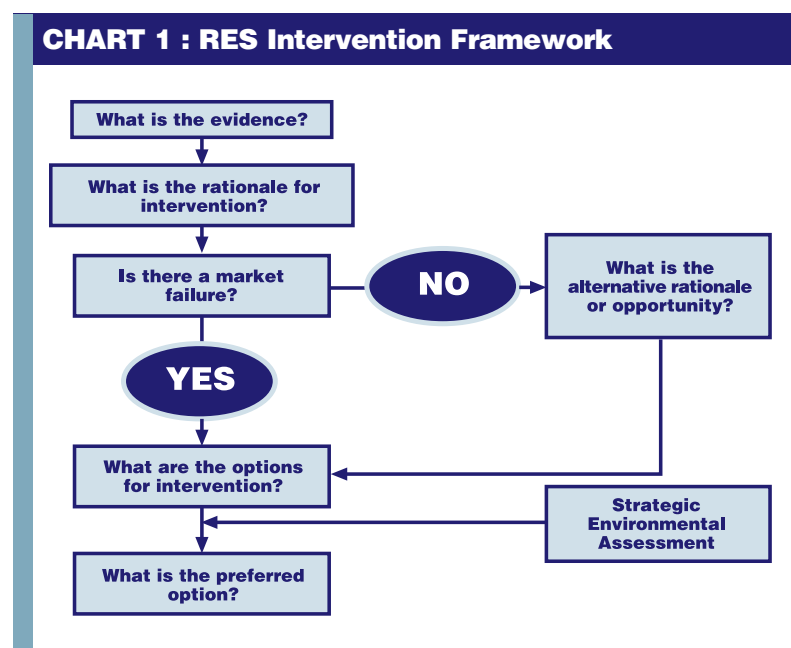 CHART 1 : RES Intervention Framework
What is the evidence?
What is the rationale for
intervention?
Is there a market
failure?
NO
What is the
alternative rationale
or opportunity?
YES
What are the options
for intervention?
Strategic
Environmental
Assessment
What is the preferred
option?